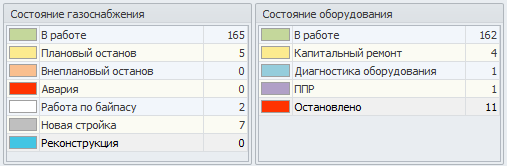 Состояние газоснабжения
В работе 165
Плановый останов 5
Внеплановый останов 0
Авария 0
Работа по байпасу 2
Новая стройка 7
Реконструкция 0
Состояние оборудования
В работе 162
Капитальный ремонт 4
Диагностика оборудования 1
ППР 1
Остановлено 11